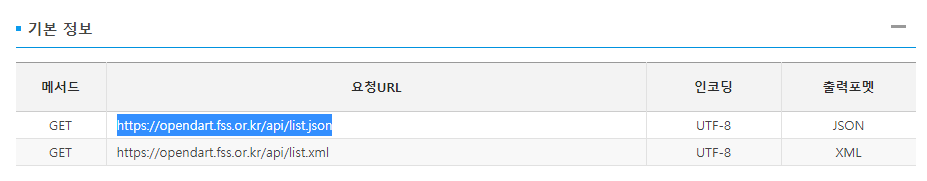 기본 정보
메서드 요청URL 인코딩 출력포멧
GET https://opendart.fss.or.kr/api/list.json UTF-8 JSON
GET https://opendart.fss.or.kr/api/list.xml UTF-8 XML